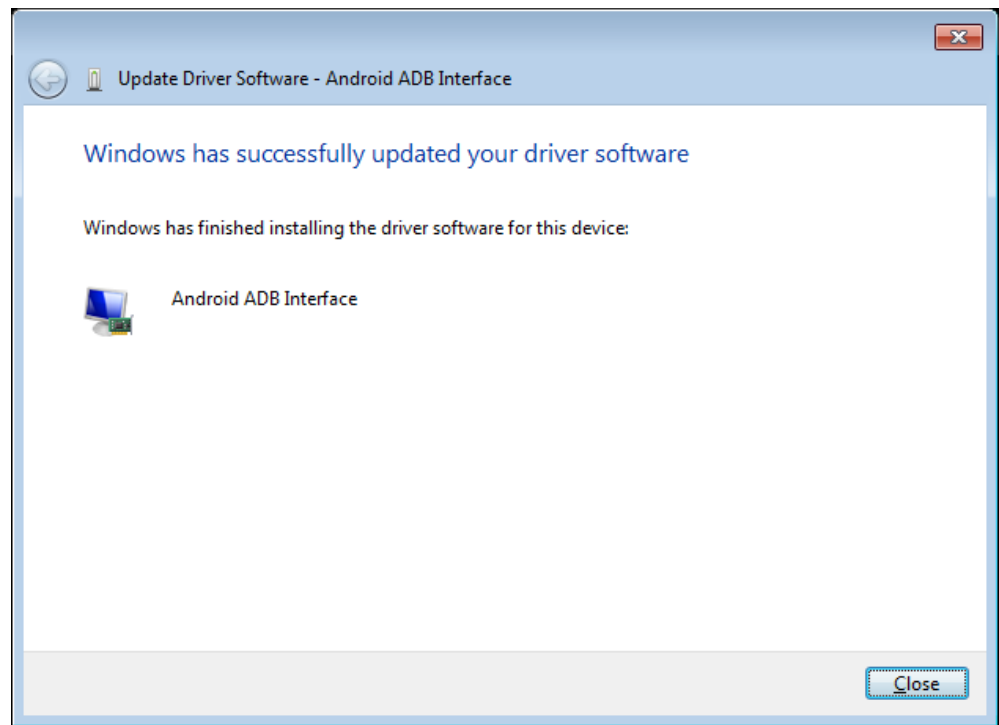 Update Driver Software - Android ADB Interface
Windows has successfully updated your driver software
Windows has finished installing the driver software for this device:
Android ADB Interface
Close